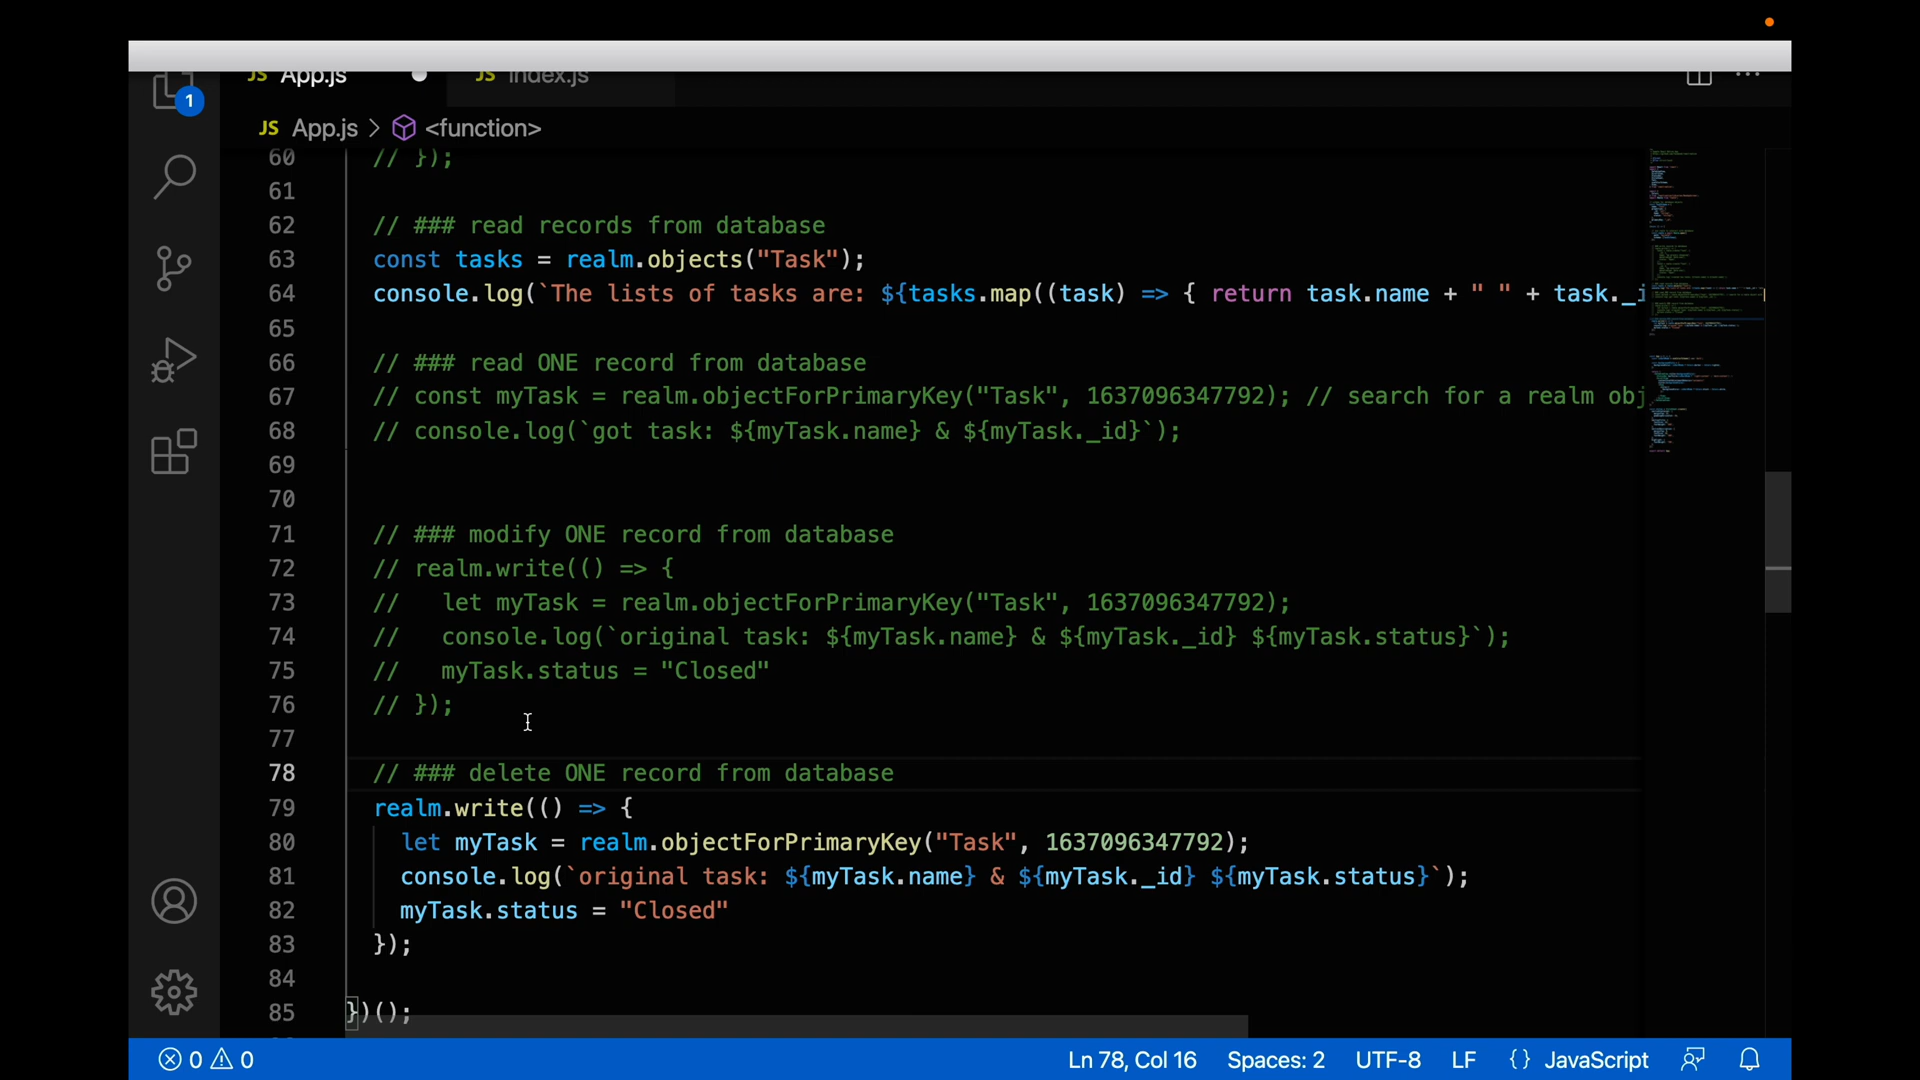 JS App.js JS index.js
JS App.js > <function>
60 // });
61
62 // ### read records from database
63 const tasks = realm.objects("Task");
64 console.log(`The lists of tasks are: ${tasks.map((task) => { return task.name + " " + task._i
65
66 // ### read ONE record from database
67 // const myTask = realm.objectForPrimaryKey("Task", 1637096347792); // search for a realm obj
68 // console.log(`got task: ${myTask.name} & ${myTask._id}`);
69
70
71 // ### modify ONE record from database
72 // realm.write(() => {
73 //   let myTask = realm.objectForPrimaryKey("Task", 1637096347792);
74 //   console.log(`original task: ${myTask.name} & ${myTask._id} ${myTask.status}`);
75 //   myTask.status = "Closed"
76 // });
77
78 // ### delete ONE record from database
79 realm.write(() => {
80 let myTask = realm.objectForPrimaryKey("Task", 1637096347792);
81 console.log(`original task: ${myTask.name} & ${myTask._id} ${myTask.status}`);
82 myTask.status = "Closed"
83 });
84
85 })();
1
0 0 Ln 78, Col 16 Spaces: 2 UTF-8 LF {} JavaScript